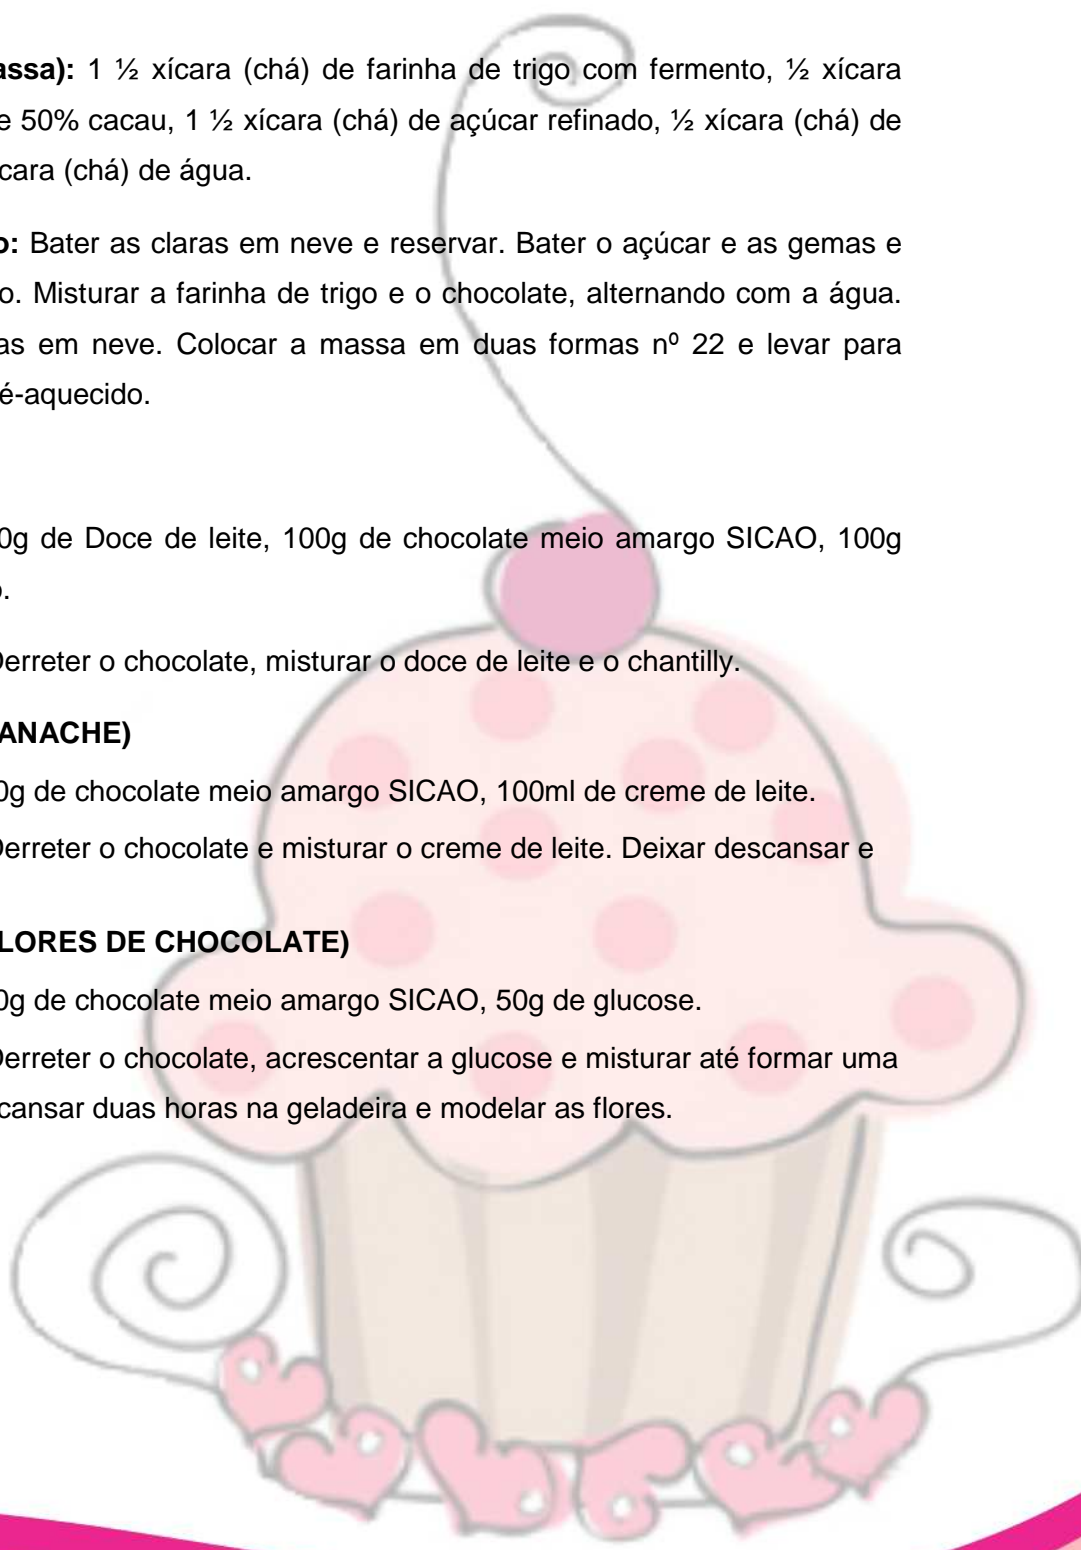 assa): 1 ½ xícara (chá) de farinha de trigo com fermento, ½ xícara
e 50% cacau, 1 ½ xícara (chá) de açúcar refinado, ½ xícara (chá) de
cara (chá) de água.
o: Bater as claras em neve e reservar. Bater o açúcar e as gemas e
o. Misturar a farinha de trigo e o chocolate, alternando com a água.
as em neve. Colocar a massa em duas formas nº 22 e levar para
é-aquecido.
0g de Doce de leite, 100g de chocolate meio amargo SICAO, 100g
o.
Derreter o chocolate, misturar o doce de leite e o chantilly.
ANACHE)
0g de chocolate meio amargo SICAO, 100ml de creme de leite.
Derreter o chocolate e misturar o creme de leite. Deixar descansar e
LORES DE CHOCOLATE)
0g de chocolate meio amargo SICAO, 50g de glucose.
Derreter o chocolate, acrescentar a glucose e misturar até formar uma
cansar duas horas na geladeira e modelar as flores.